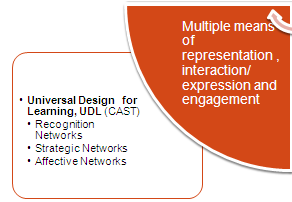 Multiple means
of
representation ,
interaction/
expression and
engagement
• Universal Design for
Learning, UDL (CAST)
• Recognition
Networks
• Strategic Networks
• Affective Networks